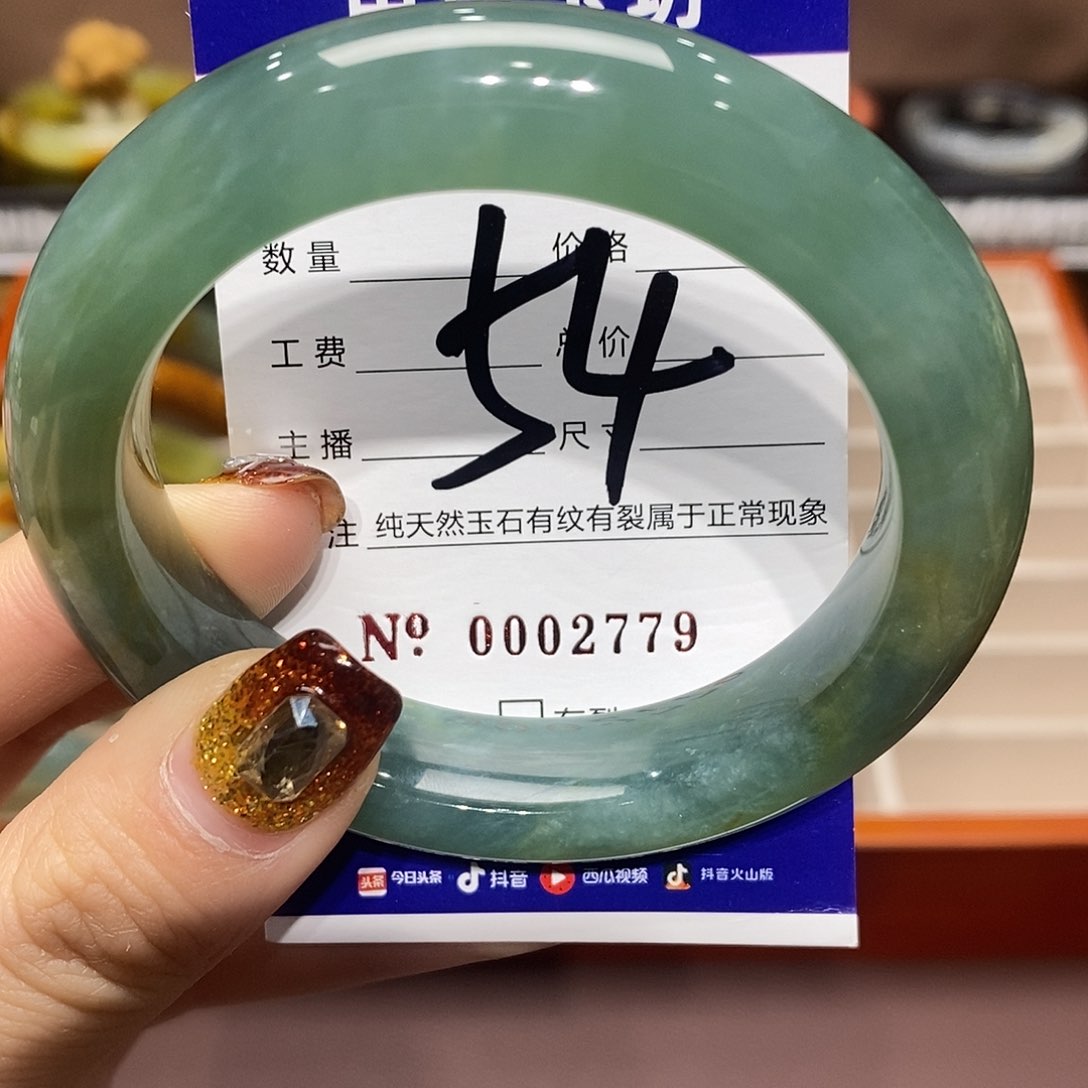 数量 价格
54
工费 总价
主播 尺寸
注 纯天然玉石有纹有裂属于正常现象
Nº 0002779
今日头条 抖音 西瓜视频 抖音火山版